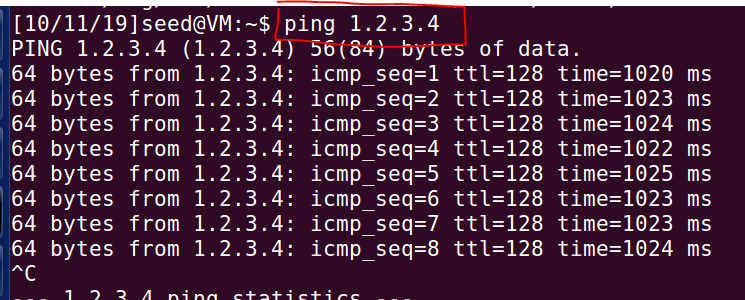 [10/11/19]seed@VM:~$ ping 1.2.3.4
PING 1.2.3.4 (1.2.3.4) 56(84) bytes of data.
64 bytes from 1.2.3.4: icmp_seq=1 ttl=128 time=1020 ms
64 bytes from 1.2.3.4: icmp_seq=2 ttl=128 time=1023 ms
64 bytes from 1.2.3.4: icmp_seq=3 ttl=128 time=1024 ms
64 bytes from 1.2.3.4: icmp_seq=4 ttl=128 time=1022 ms
64 bytes from 1.2.3.4: icmp_seq=5 ttl=128 time=1025 ms
64 bytes from 1.2.3.4: icmp_seq=6 ttl=128 time=1023 ms
64 bytes from 1.2.3.4: icmp_seq=7 ttl=128 time=1023 ms
64 bytes from 1.2.3.4: icmp_seq=8 ttl=128 time=1024 ms
^C
--- 1.2.3.4 ping statistics ---